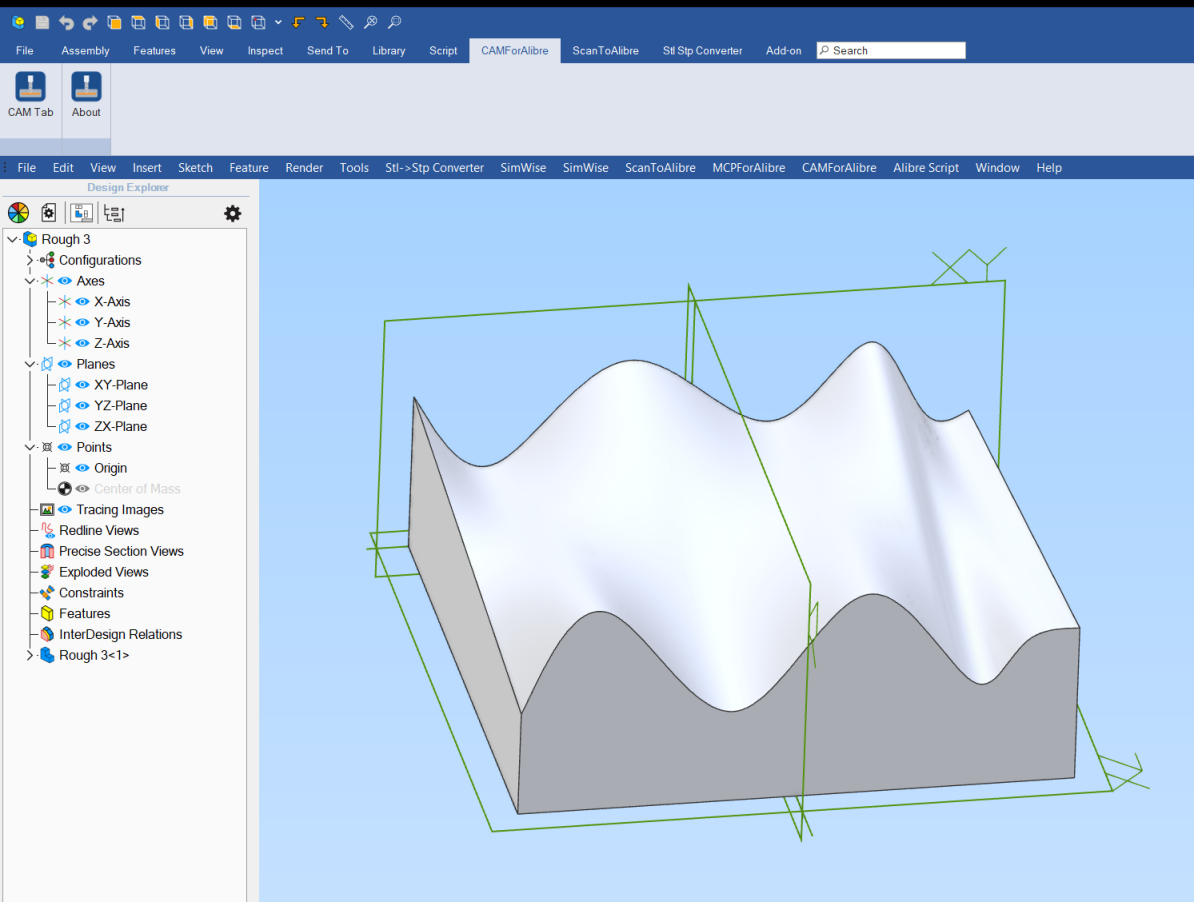 File Assembly Features View Inspect Send To Library Script CAMForAlibre ScanToAlibre Stl Stp Converter Add-on Search
CAM Tab About
File Edit View Insert Sketch Feature Render Tools Stl->Stp Converter SimWise SimWise ScanToAlibre MCPForAlibre CAMForAlibre Alibre Script Window Help
Design Explorer
Rough 3
Configurations
Axes
X-Axis
Y-Axis
Z-Axis
Planes
XY-Plane
YZ-Plane
ZX-Plane
Points
Origin
Center of Mass
Tracing Images
Redline Views
Precise Section Views
Exploded Views
Constraints
Features
InterDesign Relations
Rough 3<1>
XY